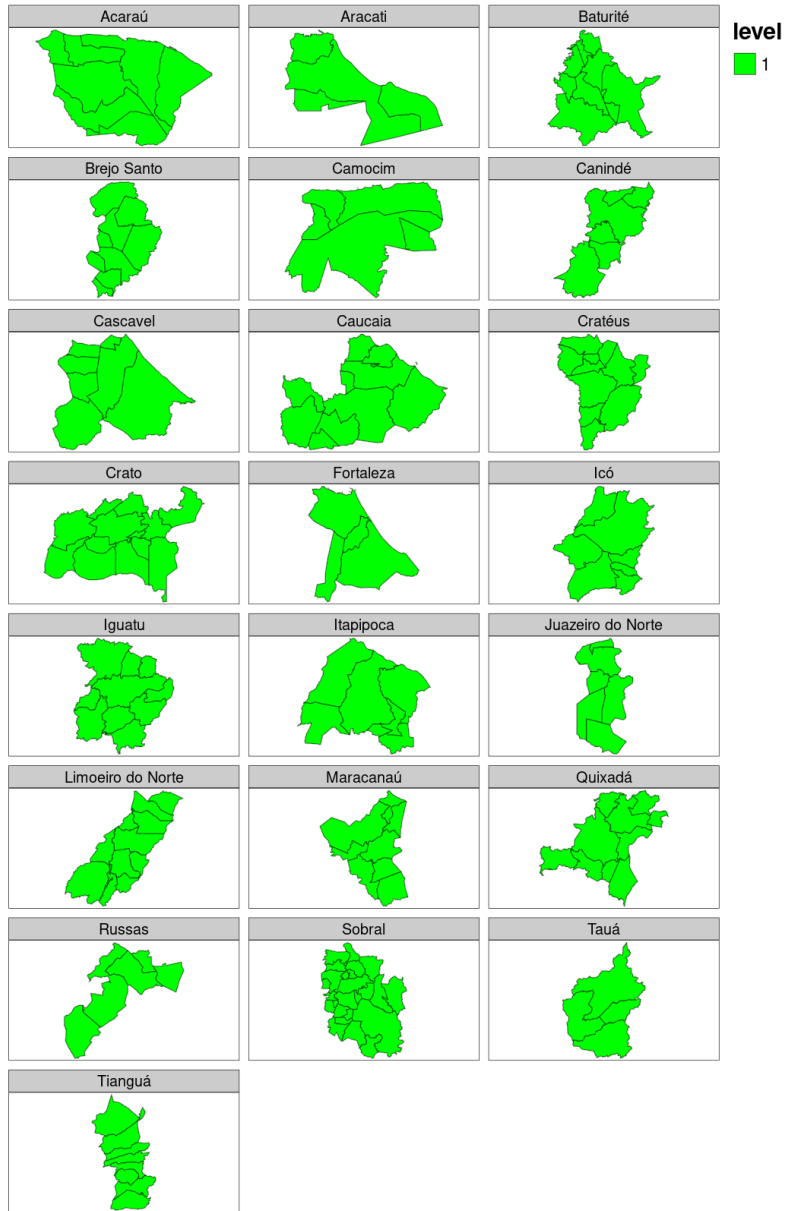 Acaraú
Aracati
Baturité
level
1
Brejo Santo
Camocim
Canindé
Cascavel
Caucaia
Cratéus
Crato
Fortaleza
Icó
Iguatu
Itapipoca
Juazeiro do Norte
Limoeiro do Norte
Maracanaú
Quixadá
Russas
Sobral
Tauá
Tianguá